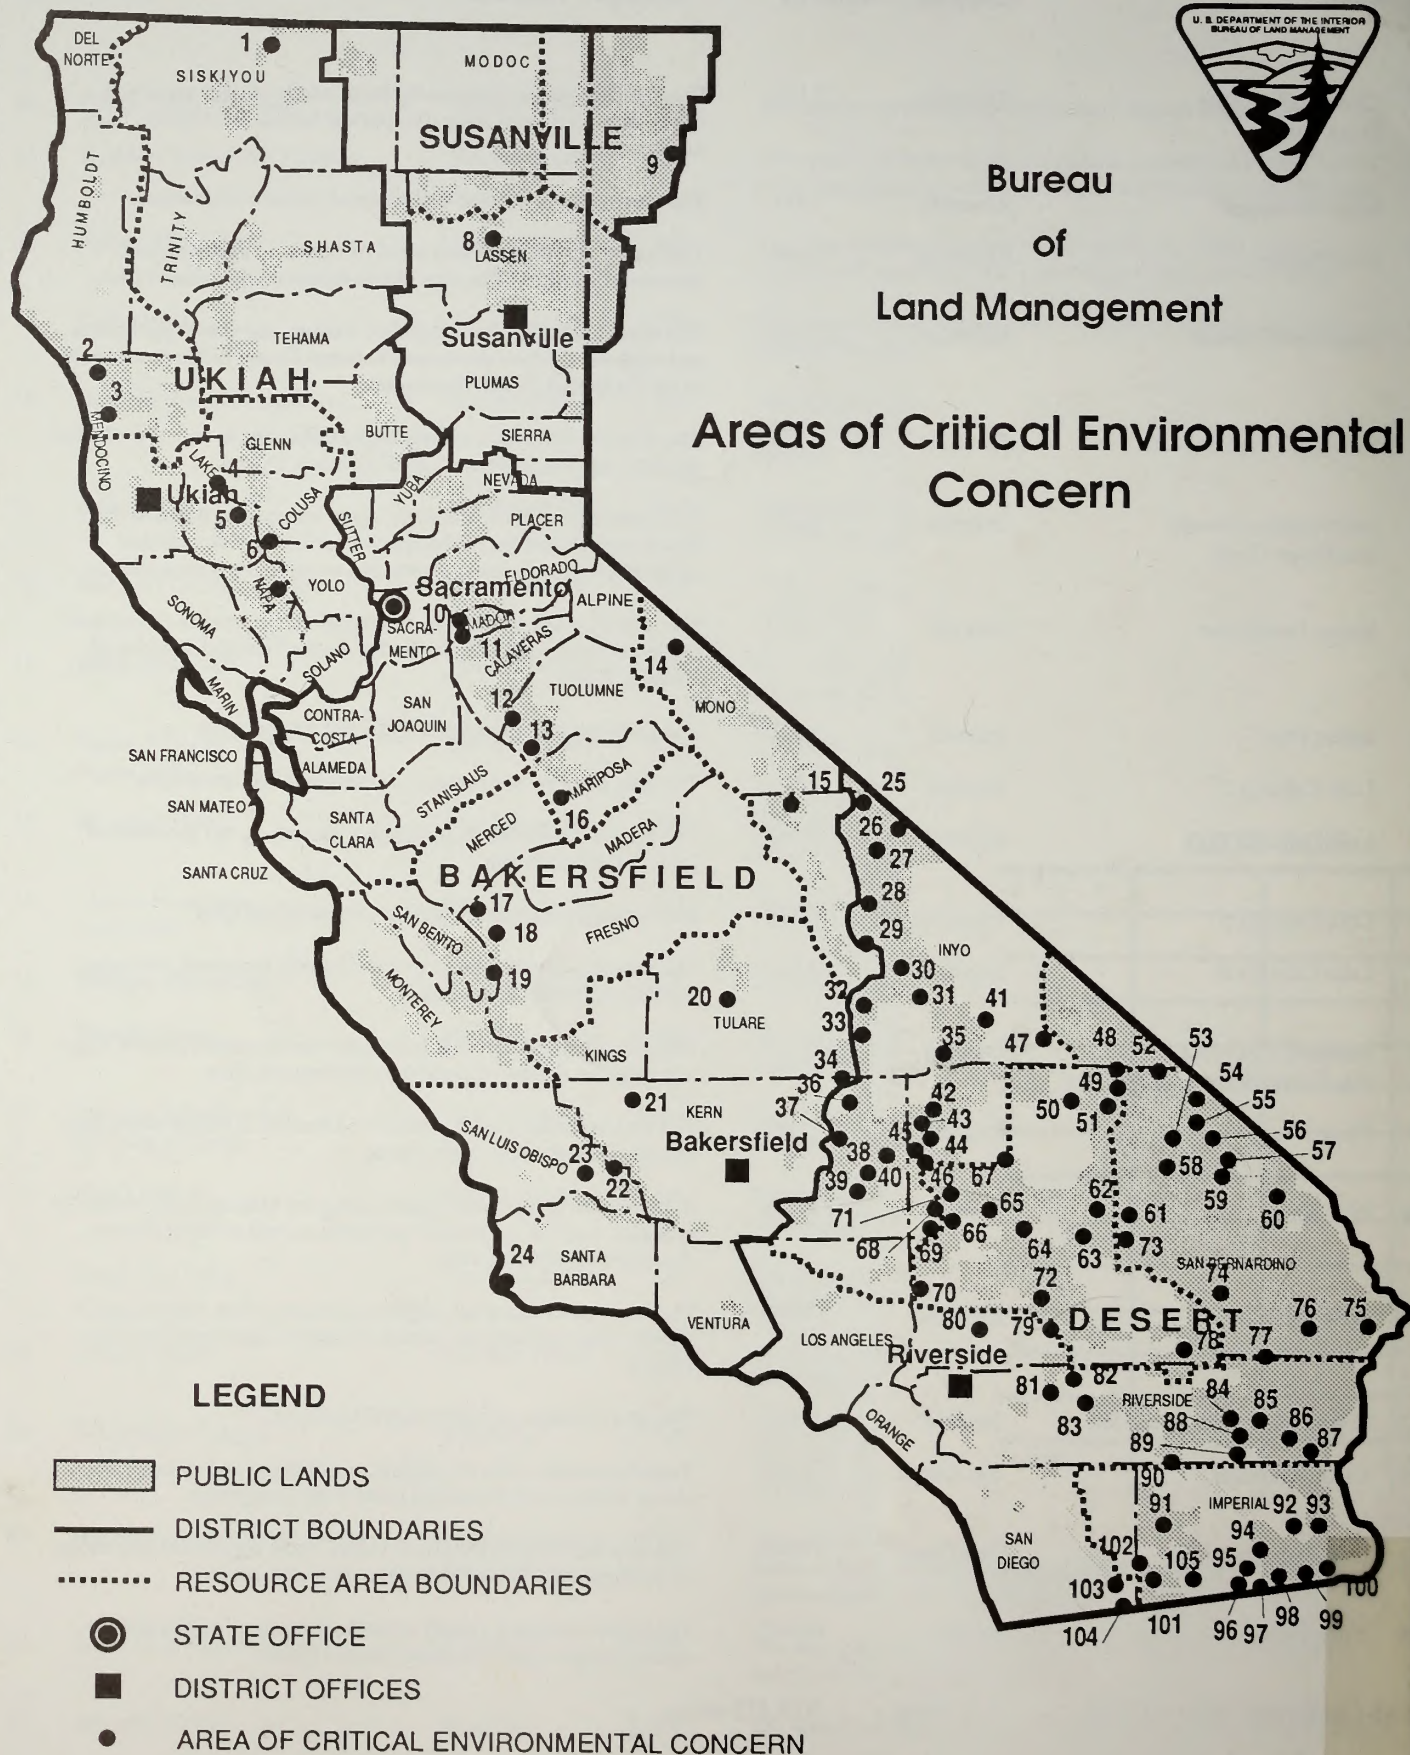 U. S. DEPARTMENT OF THE INTERIOR
BUREAU OF LAND MANAGEMENT
Bureau
of
Land Management
Areas of Critical Environmental
Concern
DEL
NORTE
1
SISKIYOU
MODOC
SUSANVILLE
9
HUMBOLDT
TRINITY
SHASTA
8
LASSEN
TEHAMA
Susanville
2
UKIAH
PLUMAS
3
MENDOCINO
GLENN
BUTTE
SIERRA
LAKE
4
Ukiah
COLUSA
YUBA
NEVADA
5
SUTTER
PLACER
6
YOLO
ELDORADO
NAPA
7
Sacramento
ALPINE
SONOMA
10
AMADOR
SACRA-
MENTO
11
CALAVERAS
SOLANO
14
MARIN
TUOLUMNE
MONO
CONTRA-
COSTA
SAN
JOAQUIN
12
13
SAN FRANCISCO
ALAMEDA
STANISLAUS
MARIPOSA
15
25
SAN MATEO
SANTA
CLARA
MERCED
16
MADERA
26
27
SANTA CRUZ
BAKERSFIELD
28
17
SAN BENITO
18
FRESNO
29
INYO
19
30
MONTEREY
20
TULARE
32
31
41
33
KINGS
35
47
48
52
53
34
36
49
54
21
KERN
42
50
51
55
37
43
56
SAN LUIS OBISPO
Bakersfield
45
44
57
23
22
38
40
46
67
58
59
39
65
62
60
71
66
61
68
69
64
63
73
24
SANTA
BARBARA
SAN BERNARDINO
70
72
74
VENTURA
80
79
DESERT
76
75
LOS ANGELES
78
77
Riverside
81
82
RIVERSIDE
84
85
83
88
86
ORANGE
89
87
90
91
IMPERIAL
92
93
SAN
DIEGO
94
102
95
105
103
100
104
101
96
97
98
99
LEGEND
PUBLIC LANDS
DISTRICT BOUNDARIES
RESOURCE AREA BOUNDARIES
STATE OFFICE
DISTRICT OFFICES
AREA OF CRITICAL ENVIRONMENTAL CONCERN